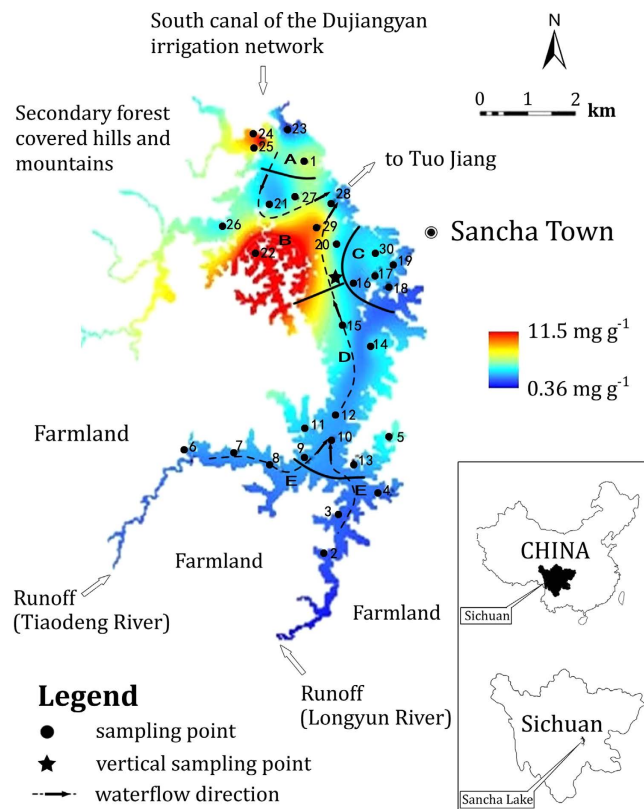 South canal of the Dujiangyan
irrigation network
N
0 1 2
km
Secondary forest
covered hills and
mountains
24
23
25
A
1
to Tuo Jiang
21
27
28
26
29
B
20
C
30
Sancha Town
22
19
17
16
18
15
14
D
11.5 mg g⁻¹
0.36 mg g⁻¹
12
11
10
5
Farmland
6
7
8
9
13
E
E
4
3
2
Farmland
Farmland
Runoff
(Tiaodeng River)
Runoff
(Longyun River)
CHINA
Sichuan
Sichuan
Sancha Lake
Legend
sampling point
vertical sampling point
waterflow direction